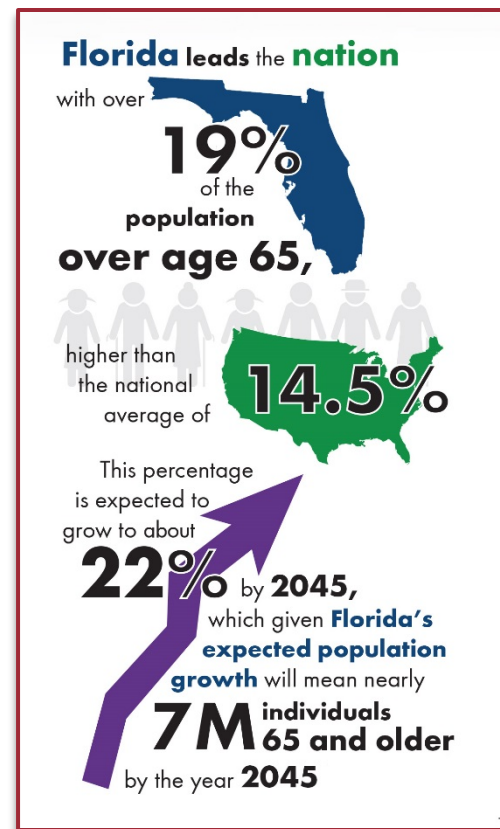 Florida leads the nation
with over
19%
of the
population
over age 65,
higher than
the national
average of
14.5%
This percentage
is expected to
grow to about
22% by 2045,
which given Florida's
expected population
growth will mean nearly
7M individuals
65 and older
by the year 2045